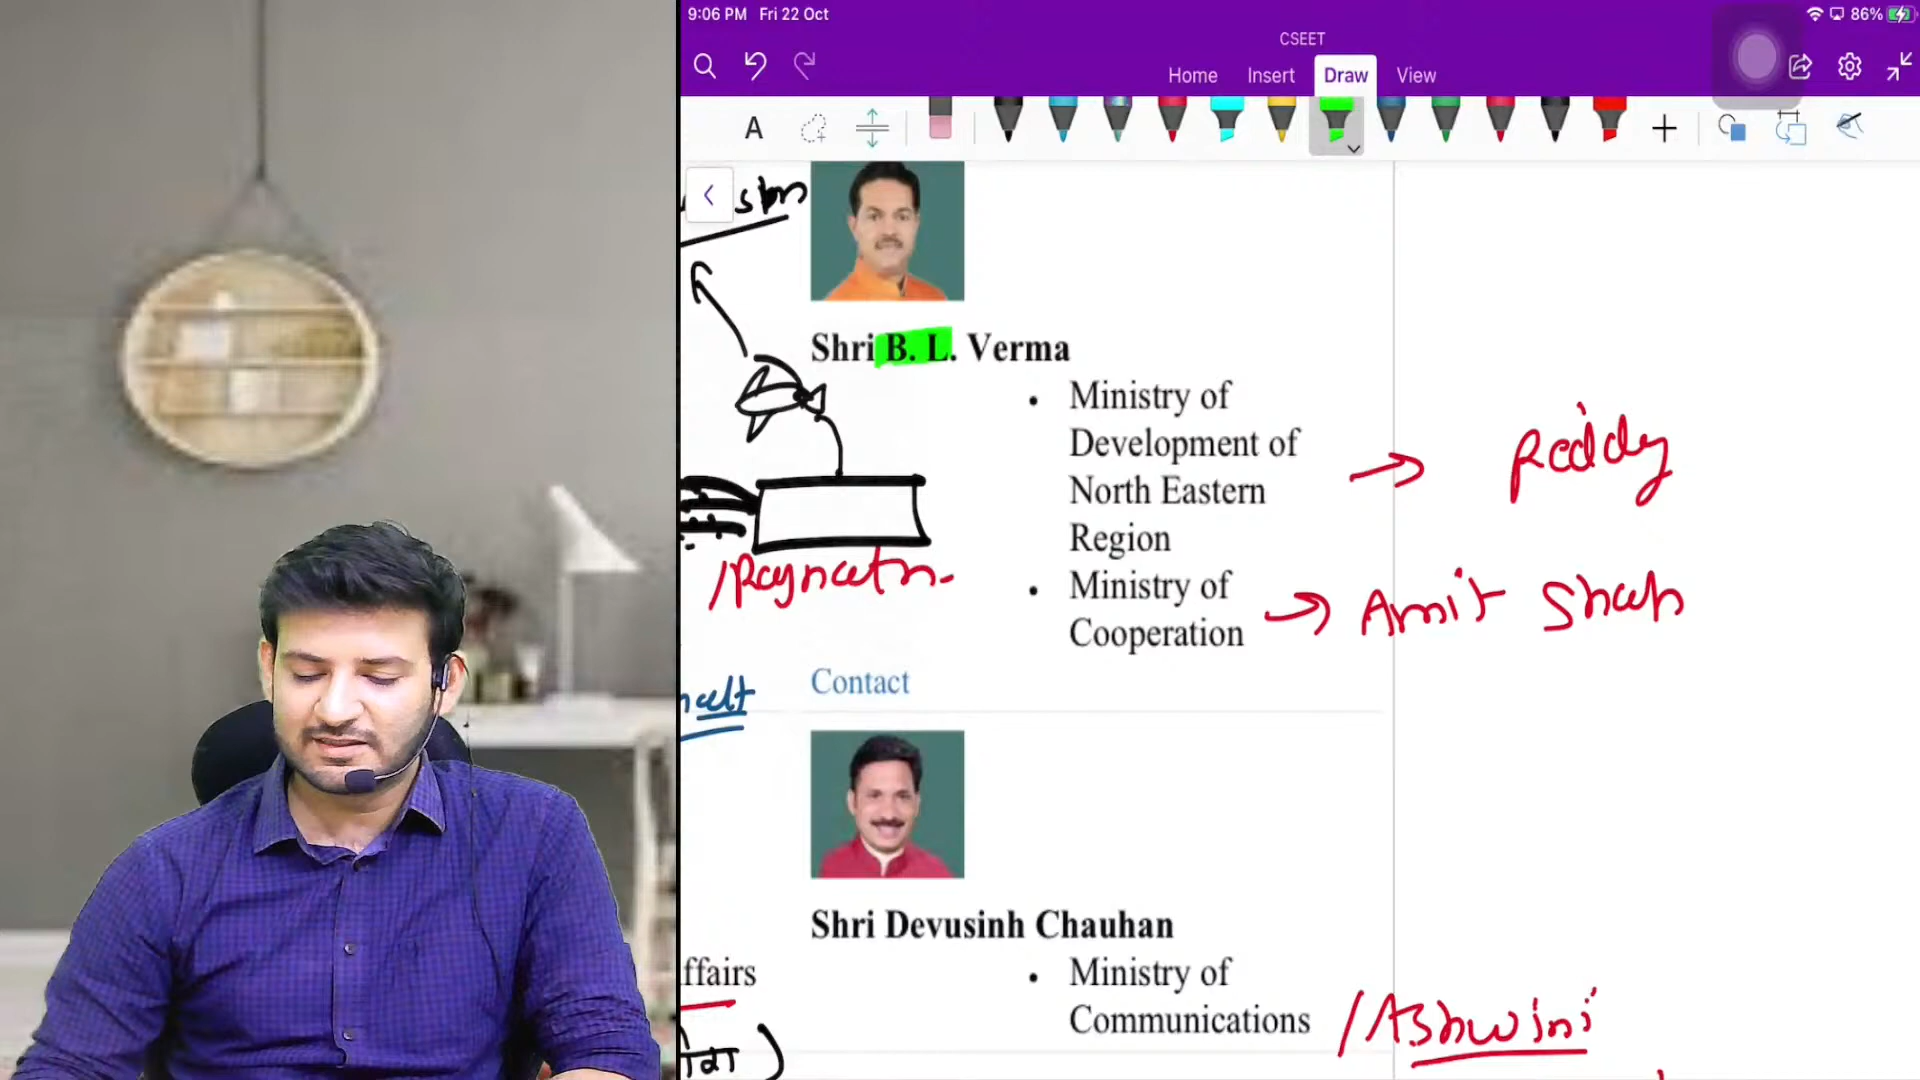 9:06 PM Fri 22 Oct
86%
CSEET
Home Insert Draw View
A
Shri B. L. Verma
• Ministry of
Development of
North Eastern
Region
→ Reddy
• Ministry of
Cooperation
→ Amit Shah
Contact
Shri Devusinh Chauhan
ffairs
• Ministry of
Communications
/Ashwini